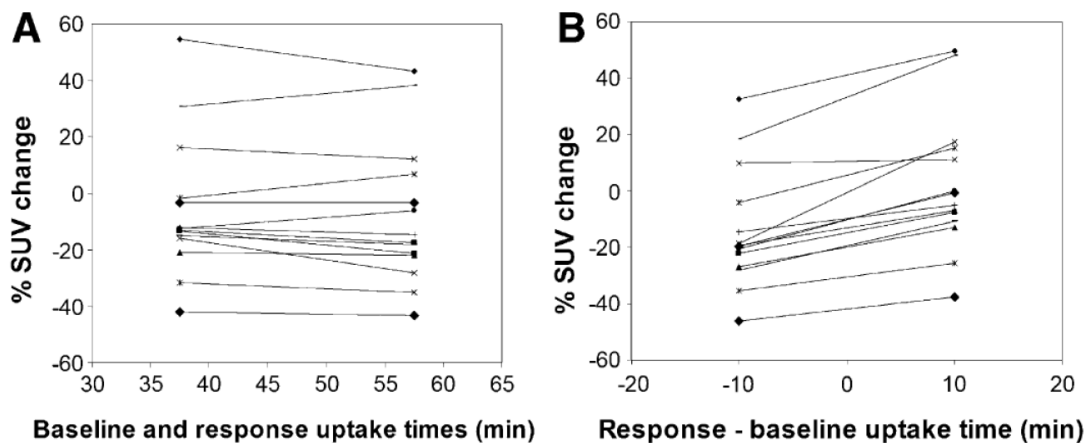 A
60
40
20
0
-20
-40
-60
% SUV change
30 35 40 45 50 55 60 65
Baseline and response uptake times (min)
B
60
40
20
0
-20
-40
-60
% SUV change
-20 -10 0 10 20
Response - baseline uptake time (min)